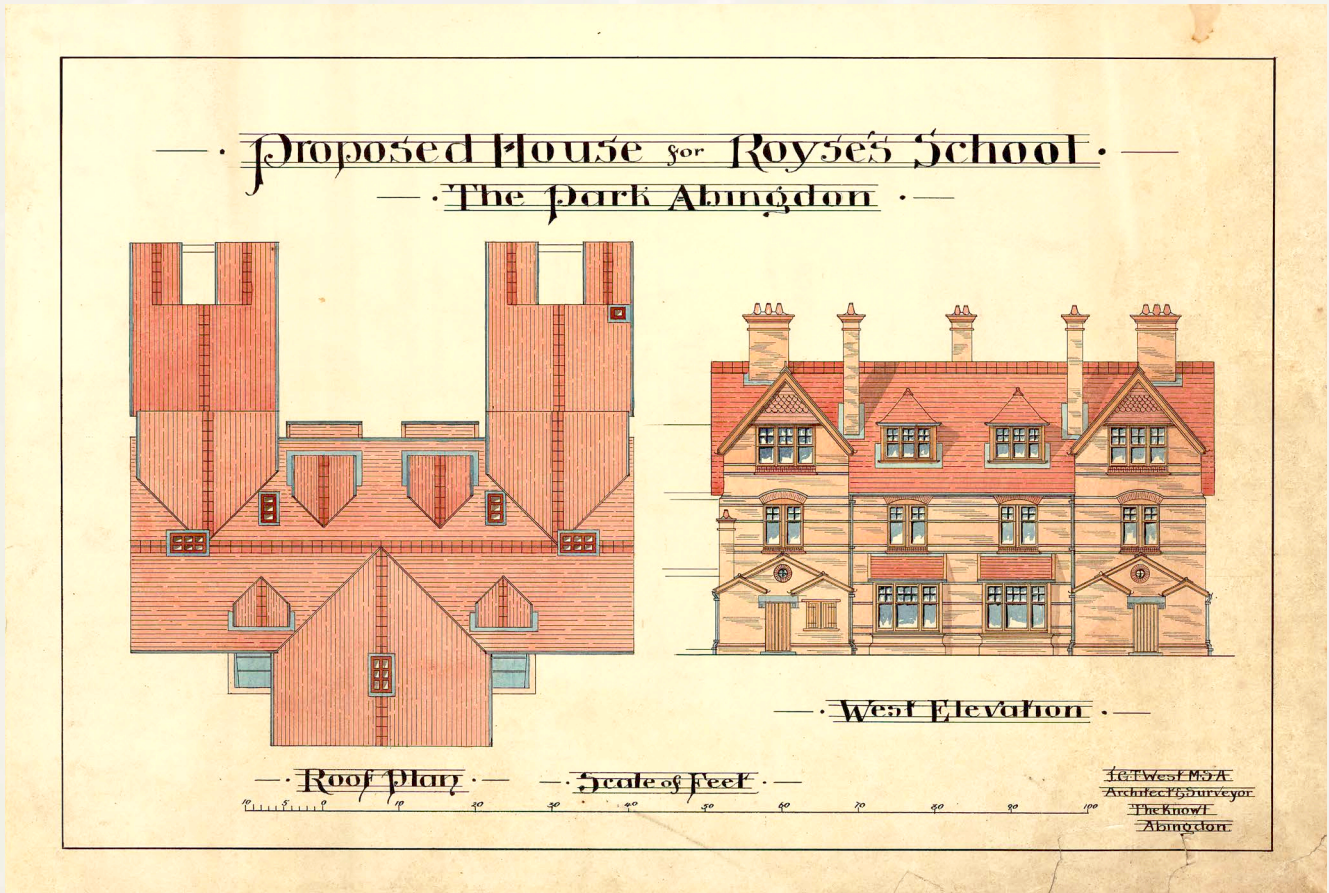 Proposed House for Royse's School
The Park Abingdon
West Elevation
Roof Plan
Scale of Feet
10 5 0 10 20 30 40 50 60 70 80 90 100
J.G.T. West M.S.A
Architect & Surveyor
The Knowl
Abingdon.